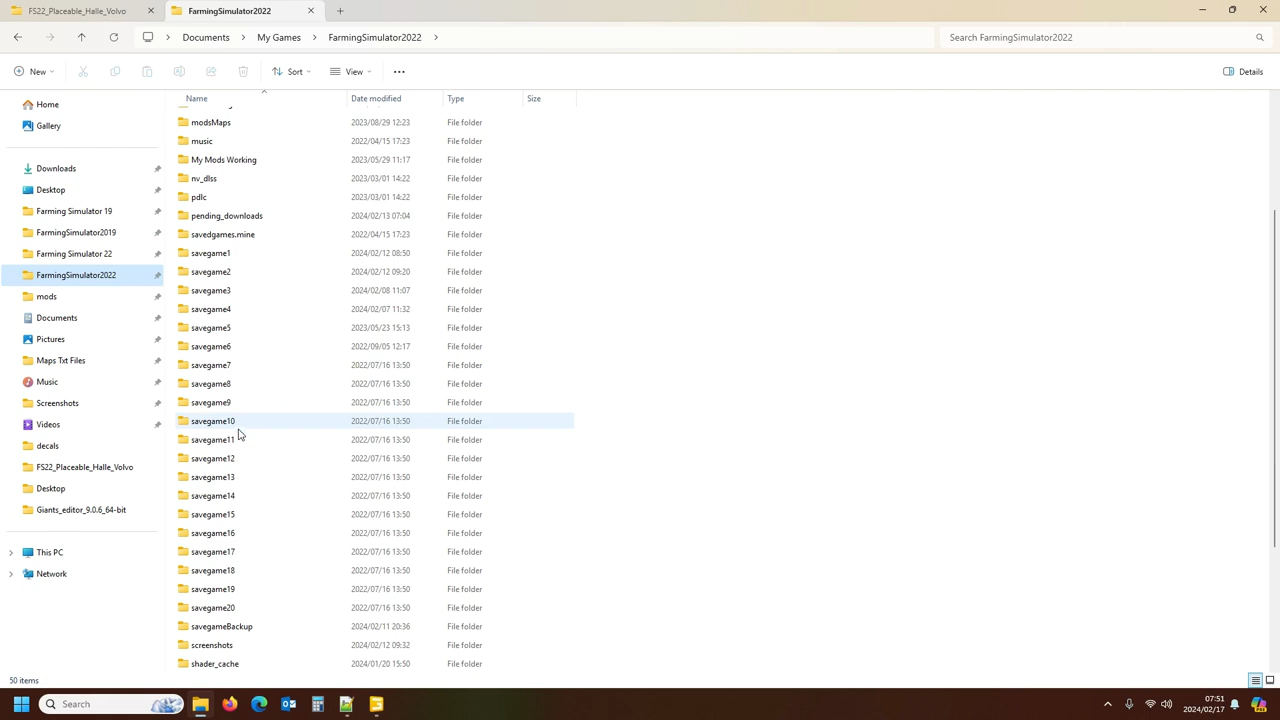 FS22_Placeable_Halle_Volvo
FarmingSimulator2022
Documents
My Games
FarmingSimulator2022
Search FarmingSimulator2022
New
Sort
View
Details
Home
Gallery
Downloads
Desktop
Farming Simulator 19
FarmingSimulator2019
Farming Simulator 22
FarmingSimulator2022
mods
Documents
Pictures
Maps Txt Files
Music
Screenshots
Videos
decals
FS22_Placeable_Halle_Volvo
Desktop
Giants_editor_9.0.6_64-bit
This PC
Network
Name Date modified Type Size
modsMaps 2023/08/29 12:23 File folder
music 2022/04/15 17:23 File folder
My Mods Working 2023/05/29 11:17 File folder
nv_dlss 2023/03/01 14:22 File folder
pdlc 2023/03/01 14:22 File folder
pending_downloads 2024/02/13 07:04 File folder
savedgames.mine 2022/04/15 17:23 File folder
savegame1 2024/02/12 08:50 File folder
savegame2 2024/02/12 09:20 File folder
savegame3 2024/02/08 11:07 File folder
savegame4 2024/02/07 11:32 File folder
savegame5 2023/05/23 15:13 File folder
savegame6 2022/09/05 12:17 File folder
savegame7 2022/07/16 13:50 File folder
savegame8 2022/07/16 13:50 File folder
savegame9 2022/07/16 13:50 File folder
savegame10 2022/07/16 13:50 File folder
savegame11 2022/07/16 13:50 File folder
savegame12 2022/07/16 13:50 File folder
savegame13 2022/07/16 13:50 File folder
savegame14 2022/07/16 13:50 File folder
savegame15 2022/07/16 13:50 File folder
savegame16 2022/07/16 13:50 File folder
savegame17 2022/07/16 13:50 File folder
savegame18 2022/07/16 13:50 File folder
savegame19 2022/07/16 13:50 File folder
savegame20 2022/07/16 13:50 File folder
savegameBackup 2024/02/11 20:36 File folder
screenshots 2024/02/12 09:32 File folder
shader_cache 2024/01/20 15:50 File folder
50 items
Search
07:51
2024/02/17